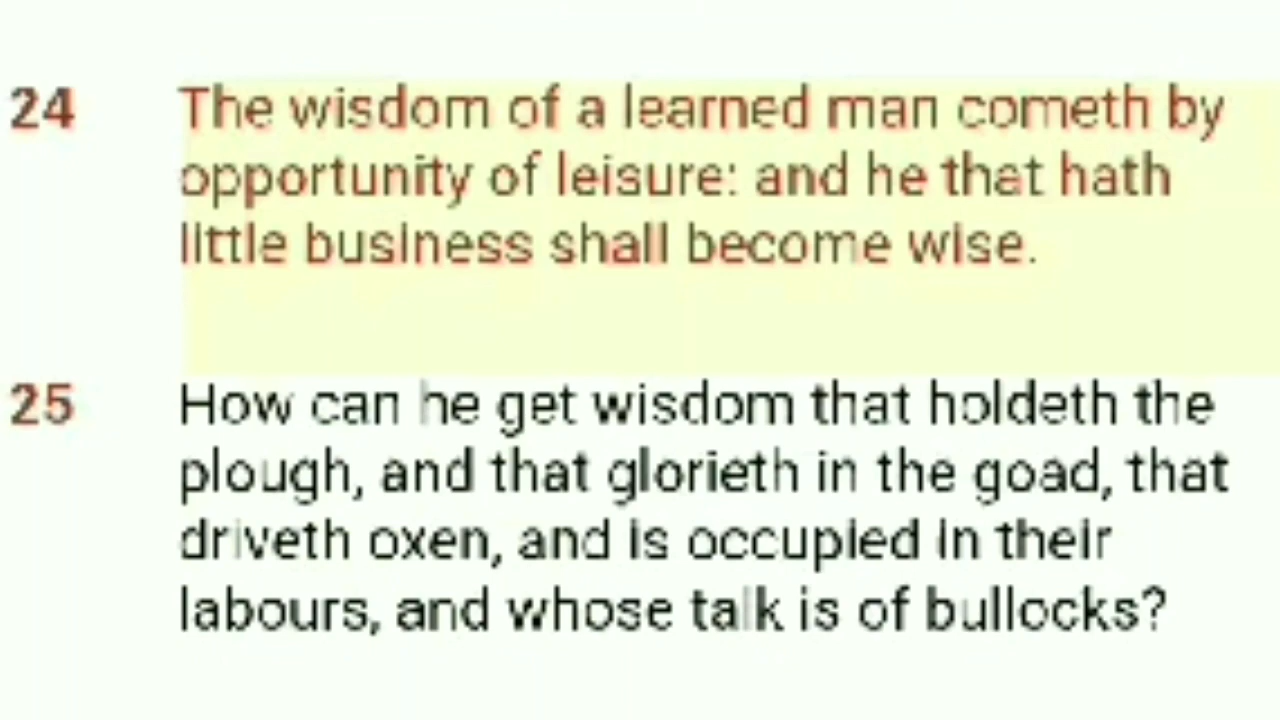 24 The wisdom of a learned man cometh by
opportunity of leisure: and he that hath
little business shall become wise.
25 How can he get wisdom that holdeth the
plough, and that glorieth in the goad, that
driveth oxen, and is occupied in their
labours, and whose talk is of bullocks?